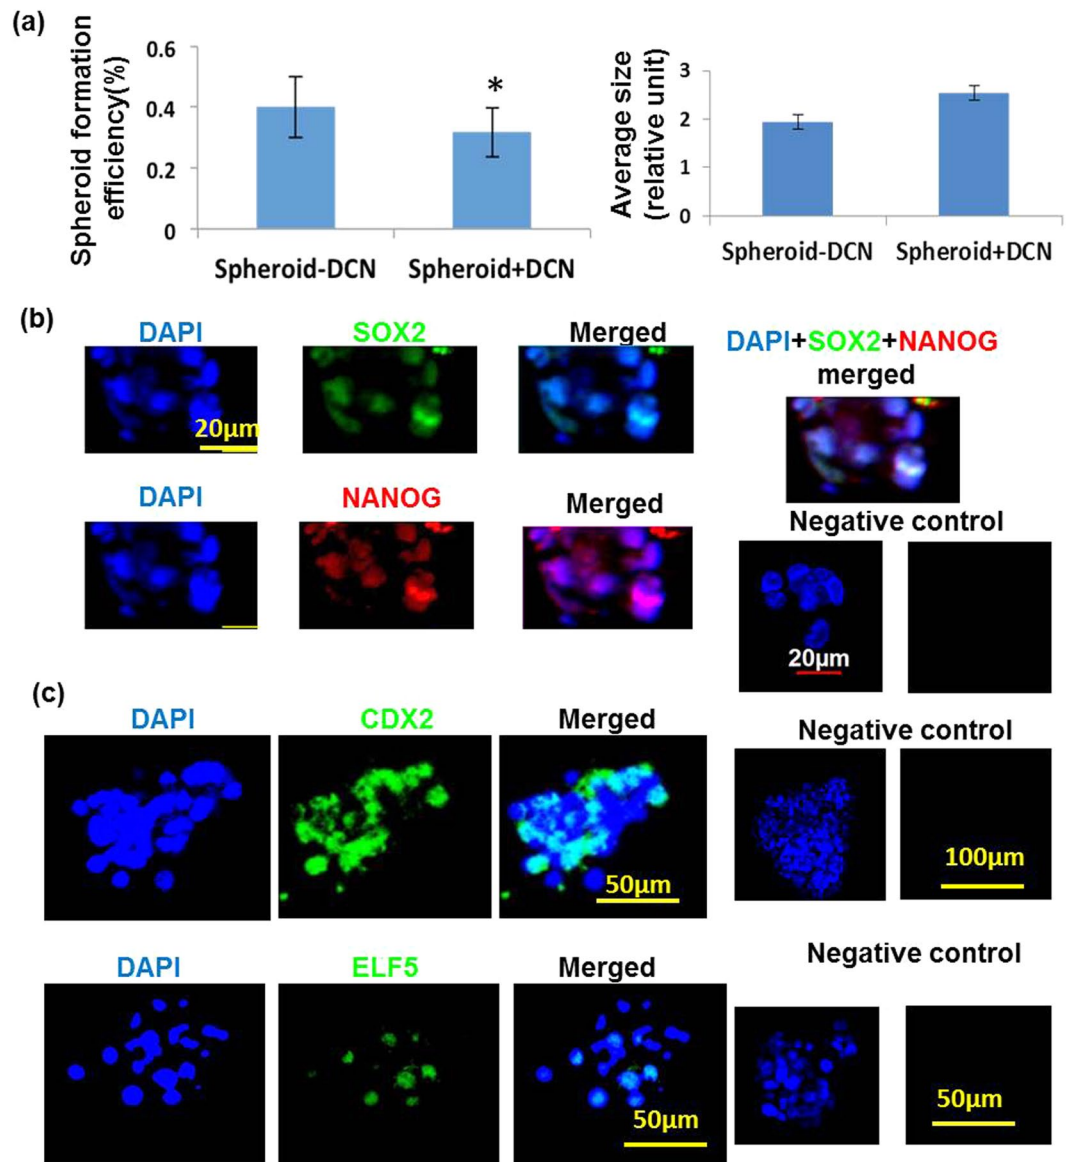 (a)
Spheroid formation
efficiency(%)
0.6
0.4
0.2
0
*
Spheroid-DCN
Spheroid+DCN
Average size
(relative unit)
3
2
1
0
Spheroid-DCN
Spheroid+DCN
(b)
DAPI
SOX2
Merged
DAPI+SOX2+NANOG
merged
20μm
DAPI
NANOG
Merged
Negative control
20μm
(c)
DAPI
CDX2
Merged
Negative control
50μm
100μm
DAPI
ELF5
Merged
Negative control
50μm
50μm